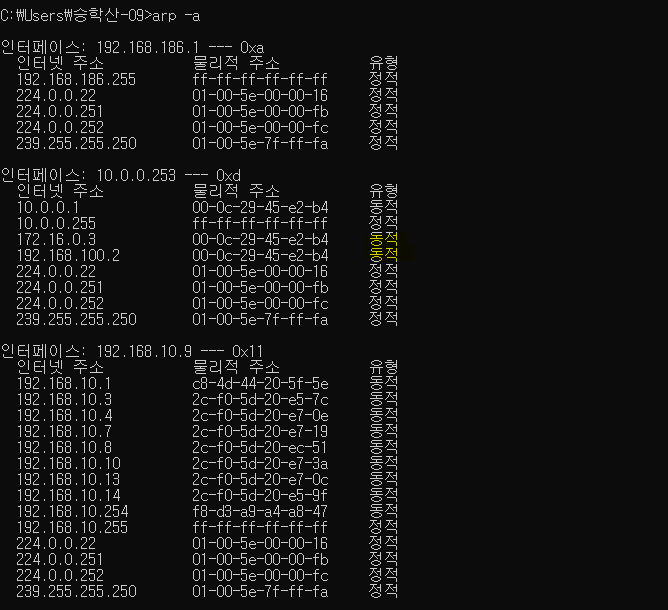 C:\Users\승학산-09>arp -a
인터페이스: 192.168.186.1 --- 0xa
인터넷 주소 물리적 주소 유형
192.168.186.255 ff-ff-ff-ff-ff-ff 정적
224.0.0.22 01-00-5e-00-00-16 정적
224.0.0.251 01-00-5e-00-00-fb 정적
224.0.0.252 01-00-5e-00-00-fc 정적
239.255.255.250 01-00-5e-7f-ff-fa 정적
인터페이스: 10.0.0.253 --- 0xd
인터넷 주소 물리적 주소 유형
10.0.0.1 00-0c-29-45-e2-b4 동적
10.0.0.255 ff-ff-ff-ff-ff-ff 정적
172.16.0.3 00-0c-29-45-e2-b4 동적
192.168.100.2 00-0c-29-45-e2-b4 동적
224.0.0.22 01-00-5e-00-00-16 정적
224.0.0.251 01-00-5e-00-00-fb 정적
224.0.0.252 01-00-5e-00-00-fc 정적
239.255.255.250 01-00-5e-7f-ff-fa 정적
인터페이스: 192.168.10.9 --- 0x11
인터넷 주소 물리적 주소 유형
192.168.10.1 c8-4d-44-20-5f-5e 동적
192.168.10.3 2c-f0-5d-20-e5-7c 동적
192.168.10.4 2c-f0-5d-20-e7-0e 동적
192.168.10.7 2c-f0-5d-20-e7-19 동적
192.168.10.8 2c-f0-5d-20-ec-51 동적
192.168.10.10 2c-f0-5d-20-e7-3a 동적
192.168.10.13 2c-f0-5d-20-e7-0c 동적
192.168.10.14 2c-f0-5d-20-e5-9f 동적
192.168.10.254 f8-d3-a9-a4-a8-47 동적
192.168.10.255 ff-ff-ff-ff-ff-ff 정적
224.0.0.22 01-00-5e-00-00-16 정적
224.0.0.251 01-00-5e-00-00-fb 정적
224.0.0.252 01-00-5e-00-00-fc 정적
239.255.255.250 01-00-5e-7f-ff-fa 정적